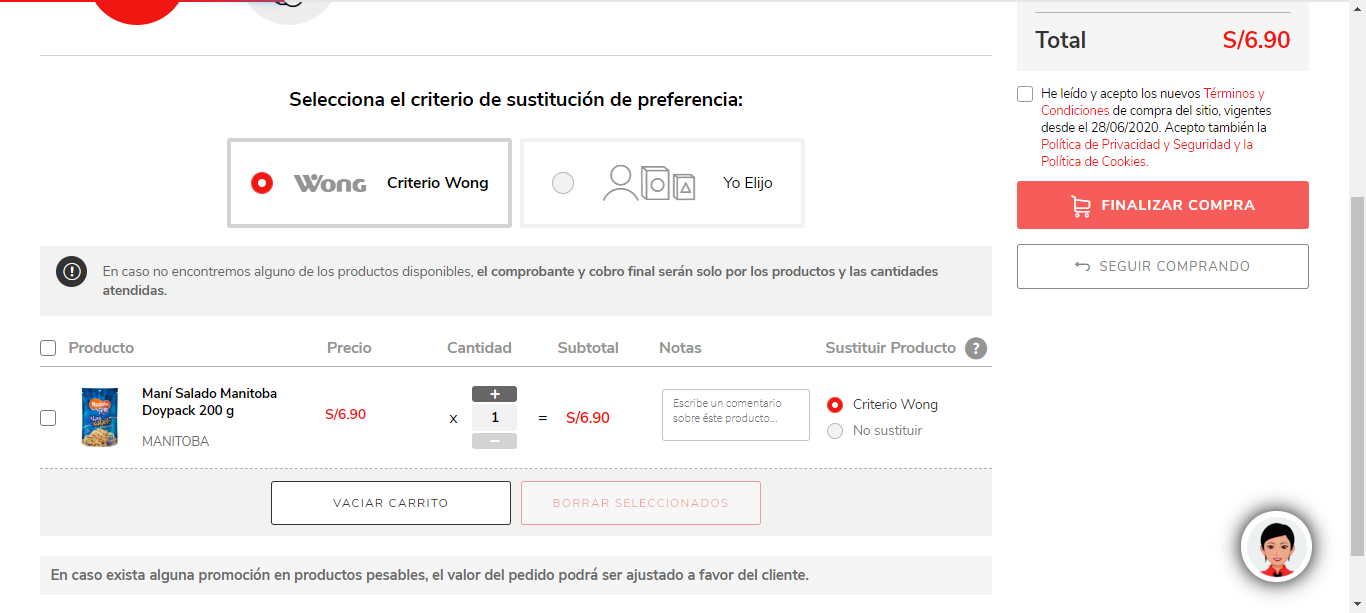 Total S/6.90
He leído y acepto los nuevos Términos y
Condiciones de compra del sitio, vigentes
desde el 28/06/2020. Acepto también la
Política de Privacidad y Seguridad y la
Política de Cookies.
FINALIZAR COMPRA
SEGUIR COMPRANDO
Selecciona el criterio de sustitución de preferencia:
Wong Criterio Wong
Yo Elijo
En caso no encontremos alguno de los productos disponibles, el comprobante y cobro final serán solo por los productos y las cantidades
atendidas.
Producto Precio Cantidad Subtotal Notas Sustituir Producto ?
Maní Salado Manitoba
Doypack 200 g
MANITOBA
S/6.90
x
+
1
−
=
S/6.90
Escribe un comentario
sobre éste producto...
Criterio Wong
No sustituir
VACIAR CARRITO
BORRAR SELECCIONADOS
En caso exista alguna promoción en productos pesables, el valor del pedido podrá ser ajustado a favor del cliente.